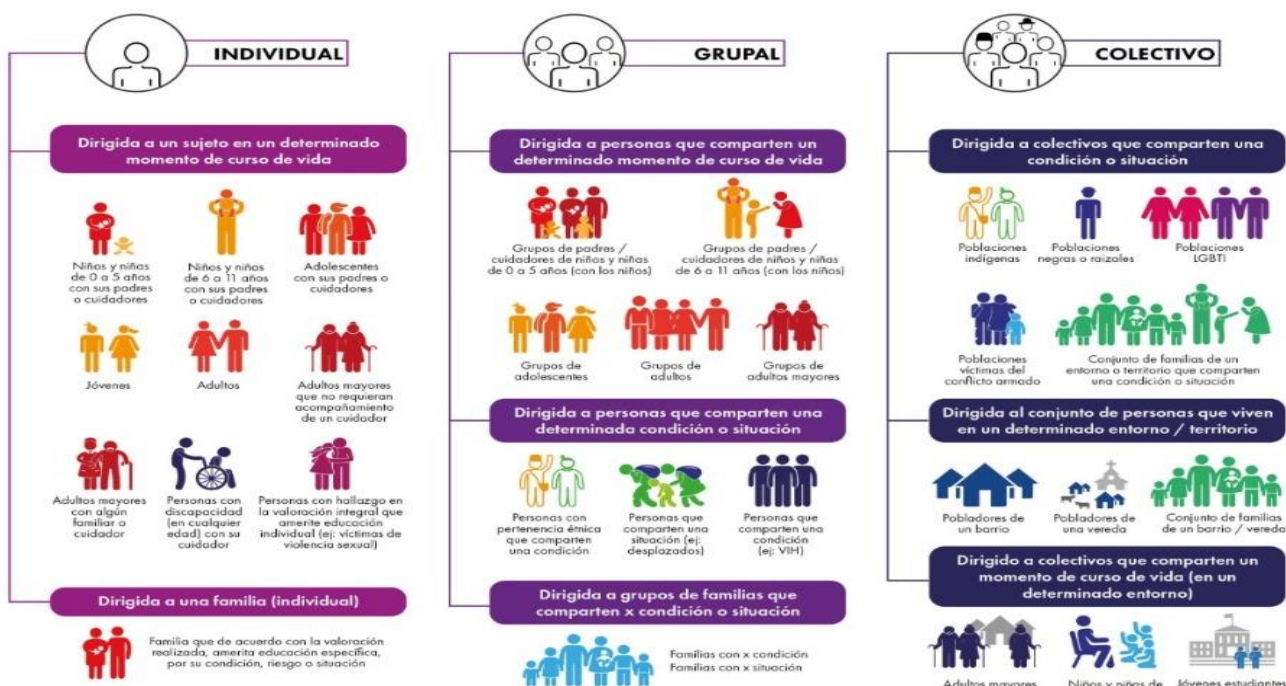 INDIVIDUAL
Dirigida a un sujeto en un determinado
momento de curso de vida
Niños y niñas
de 0 a 5 años
con sus padres
o cuidadores
Niños y niñas
de 6 a 11 años
con sus padres
o cuidadores
Adolescentes
con sus padres o
cuidadores
Jóvenes
Adultos
Adultos mayores
que no requieran
acompañamiento
de un cuidador
Adultos mayores
con algún
familiar o
cuidador
Personas con
discapacidad
(en cualquier
edad) con su
cuidador
Personas con hallazgo en
la valoración integral que
amerite educación
individual (ej: víctimas de
violencia sexual)
Dirigida a una familia (individual)
Familia que de acuerdo con la valoración
realizada, amerita educación específica,
por su condición, riesgo o situación
GRUPAL
Dirigida a personas que comparten un
determinado momento de curso de vida
Grupos de padres /
cuidadores de niños y niñas
de 0 a 5 años (con los niños)
Grupos de padres /
cuidadores de niños y niñas
de 6 a 11 años (con los niños)
Grupos de
adolescentes
Grupos de
adultos
Grupos de
adultos mayores
Dirigida a personas que comparten una
determinada condición o situación
Personas con
pertenencia étnica
que comparten
una condición
Personas que
comparten una
situación (ej:
desplazados)
Personas que
comparten una
condición
(ej: VIH)
Dirigida a grupos de familias que
comparten x condición o situación
Familias con x condición
Familias con x situación
COLECTIVO
Dirigida a colectivos que comparten una
condición o situación
Poblaciones
indígenas
Poblaciones
negras o raizales
Poblaciones
LGBTI
Poblaciones
víctimas del
conflicto armado
Conjunto de familias de un
entorno o territorio que comparten
una condición o situación
Dirigida al conjunto de personas que viven
en un determinado entorno / territorio
Pobladores de
un barrio
Pobladores de
una vereda
Conjunto de familias
de un barrio / vereda
Dirigido a colectivos que comparten un
momento de curso de vida (en un
determinado entorno)
Adultos mayores
Niños y niñas de
Jóvenes estudiantes